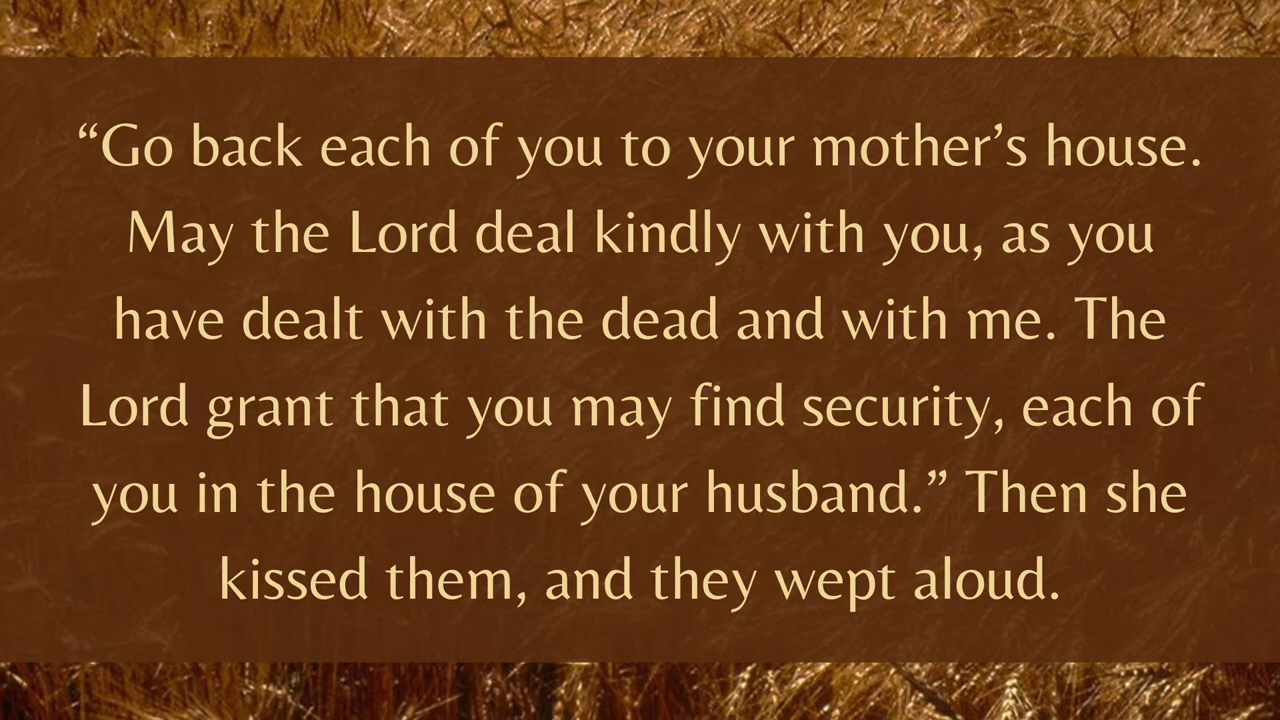 “Go back each of you to your mother’s house.
May the Lord deal kindly with you, as you
have dealt with the dead and with me. The
Lord grant that you may find security, each of
you in the house of your husband.” Then she
kissed them, and they wept aloud.